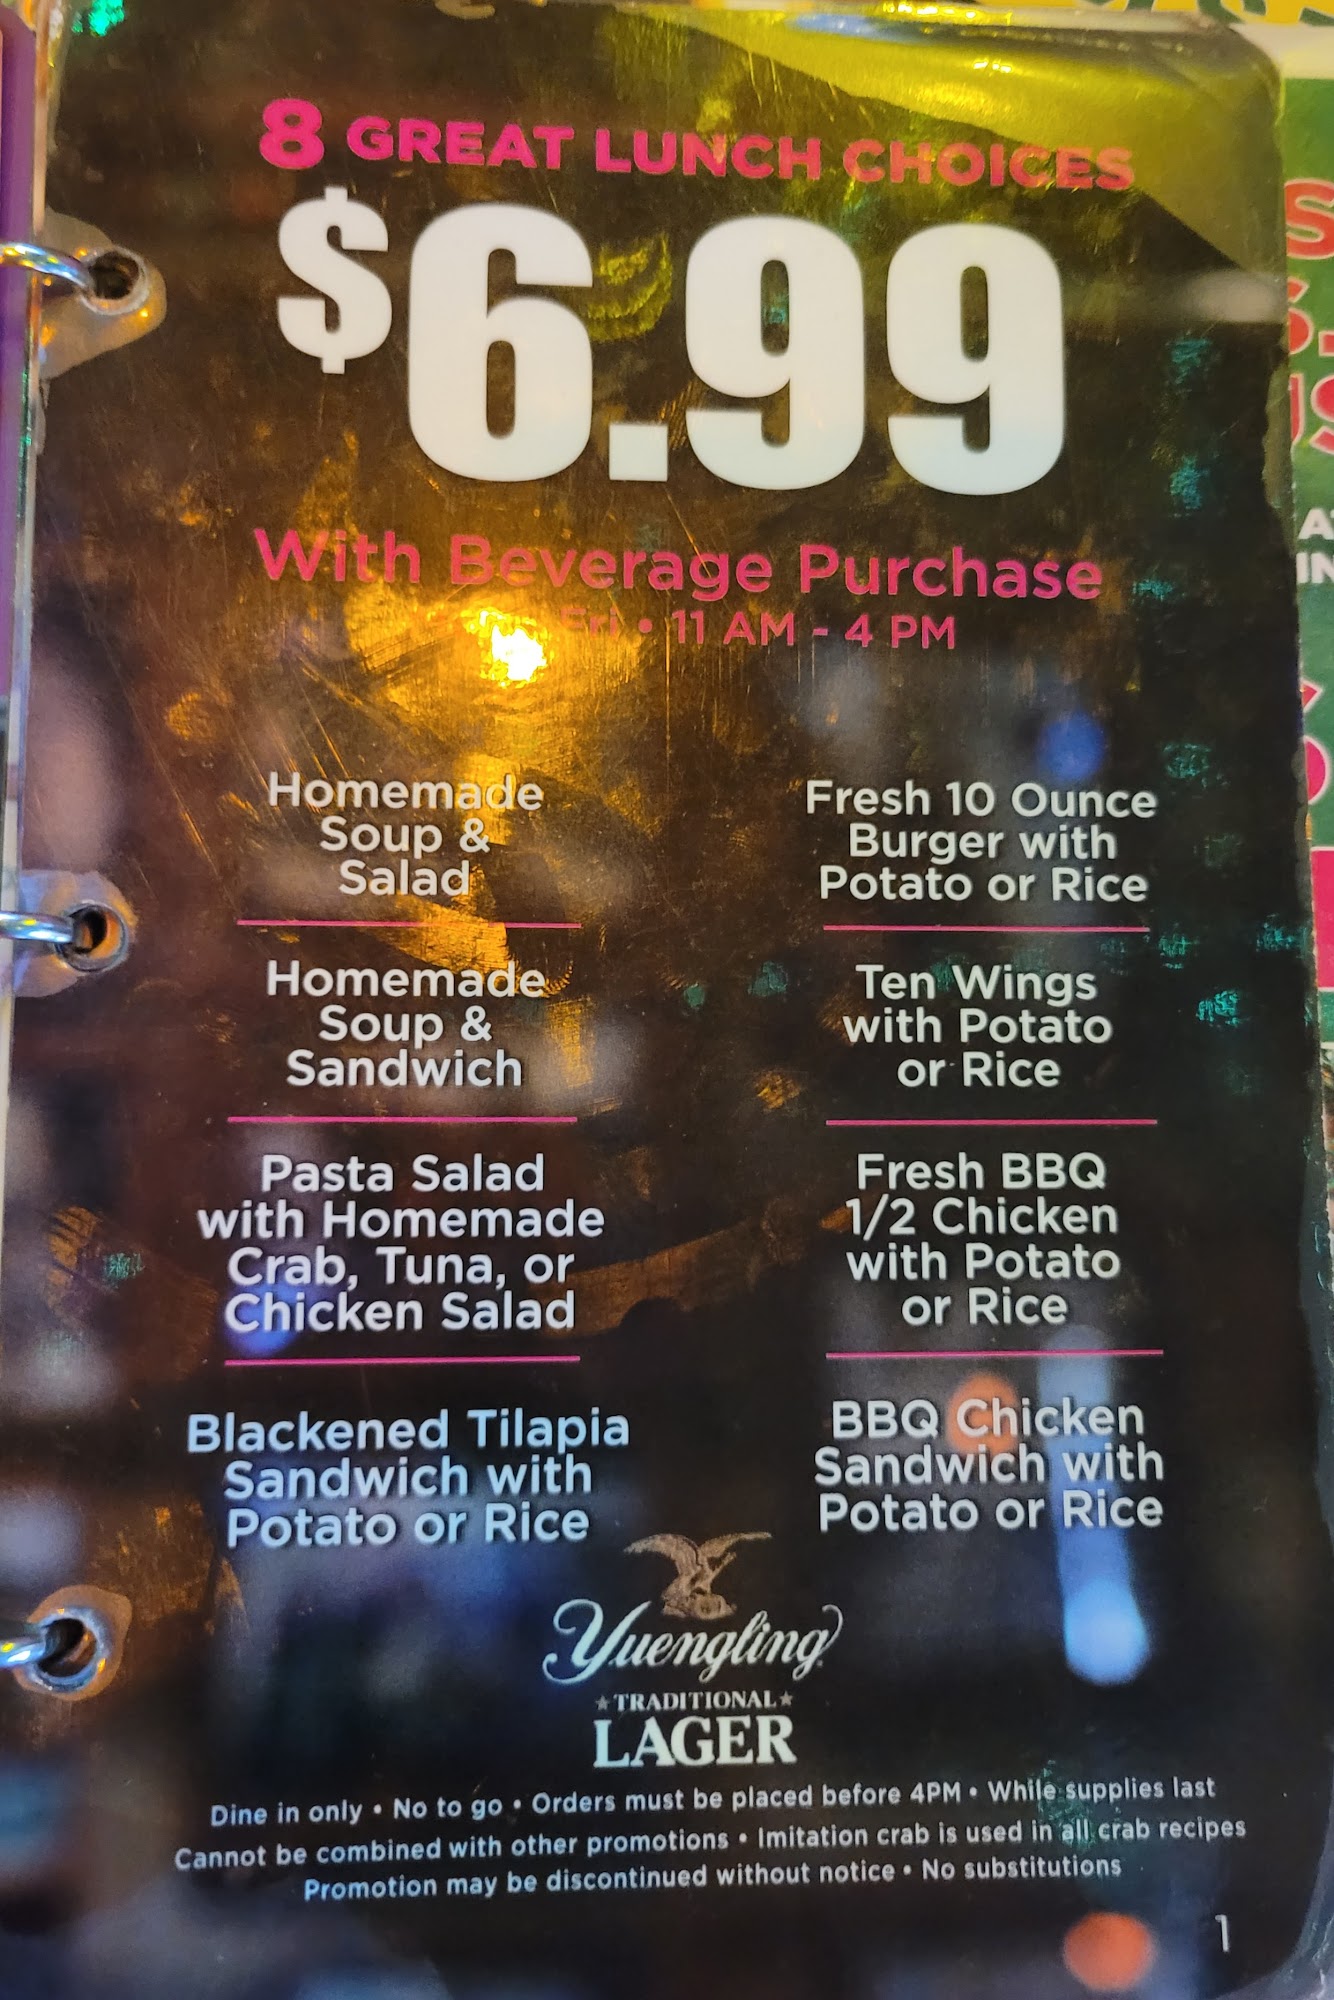 8 GREAT LUNCH CHOICES
$6.99
With Beverage Purchase
Fri • 11 AM - 4 PM
Homemade
Soup &
Salad
Homemade
Soup &
Sandwich
Pasta Salad
with Homemade
Crab, Tuna, or
Chicken Salad
Blackened Tilapia
Sandwich with
Potato or Rice
Fresh 10 Ounce
Burger with
Potato or Rice
Ten Wings
with Potato
or Rice
Fresh BBQ
1/2 Chicken
with Potato
or Rice
BBQ Chicken
Sandwich with
Potato or Rice
Yuengling
TRADITIONAL
LAGER
Dine in only • No to go • Orders must be placed before 4PM • While supplies last
Cannot be combined with other promotions • Imitation crab is used in all crab recipes
Promotion may be discontinued without notice • No substitutions
1